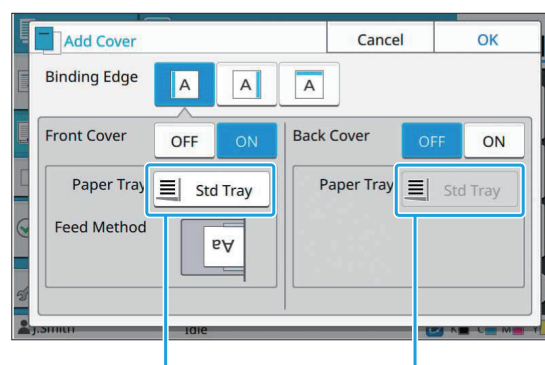 Add Cover
Cancel
OK
Binding Edge
A
A
A
Front Cover
OFF
ON
Back Cover
OFF
ON
Paper Tray
Std Tray
Paper Tray
Std Tray
Feed Method
Aa
J.Smith
Idle
K
C
M
Y